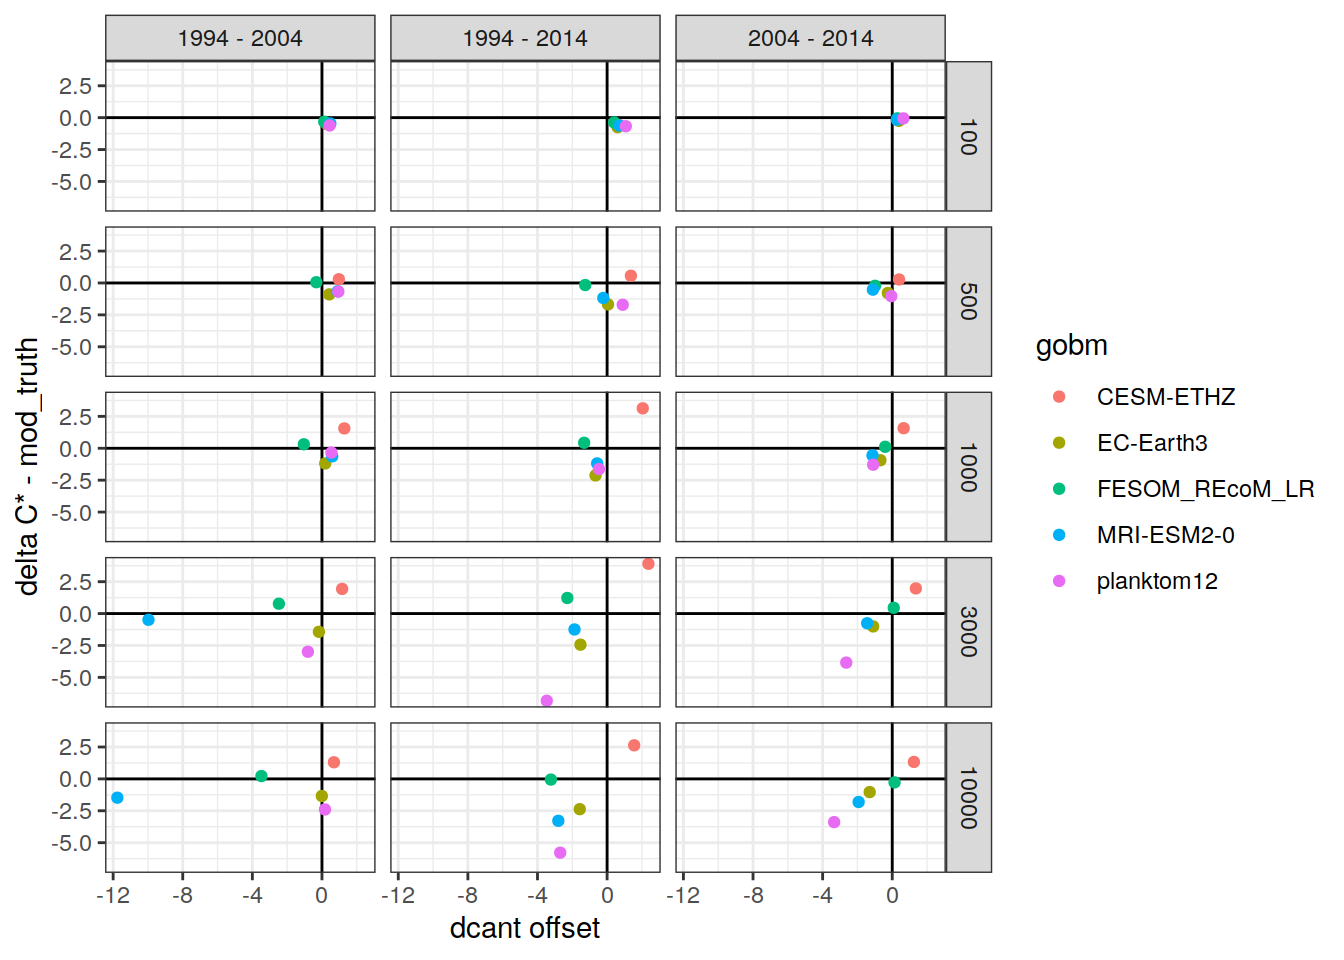 1994 - 2004
1994 - 2014
2004 - 2014
2.5
0.0
-2.5
-5.0
100
2.5
0.0
-2.5
-5.0
500
2.5
0.0
-2.5
-5.0
1000
2.5
0.0
-2.5
-5.0
3000
2.5
0.0
-2.5
-5.0
10000
-12 -8 -4 0
-12 -8 -4 0
-12 -8 -4 0
dcant offset
delta C* - mod_truth
gobm
CESM-ETHZ
EC-Earth3
FESOM_REcoM_LR
MRI-ESM2-0
planktom12